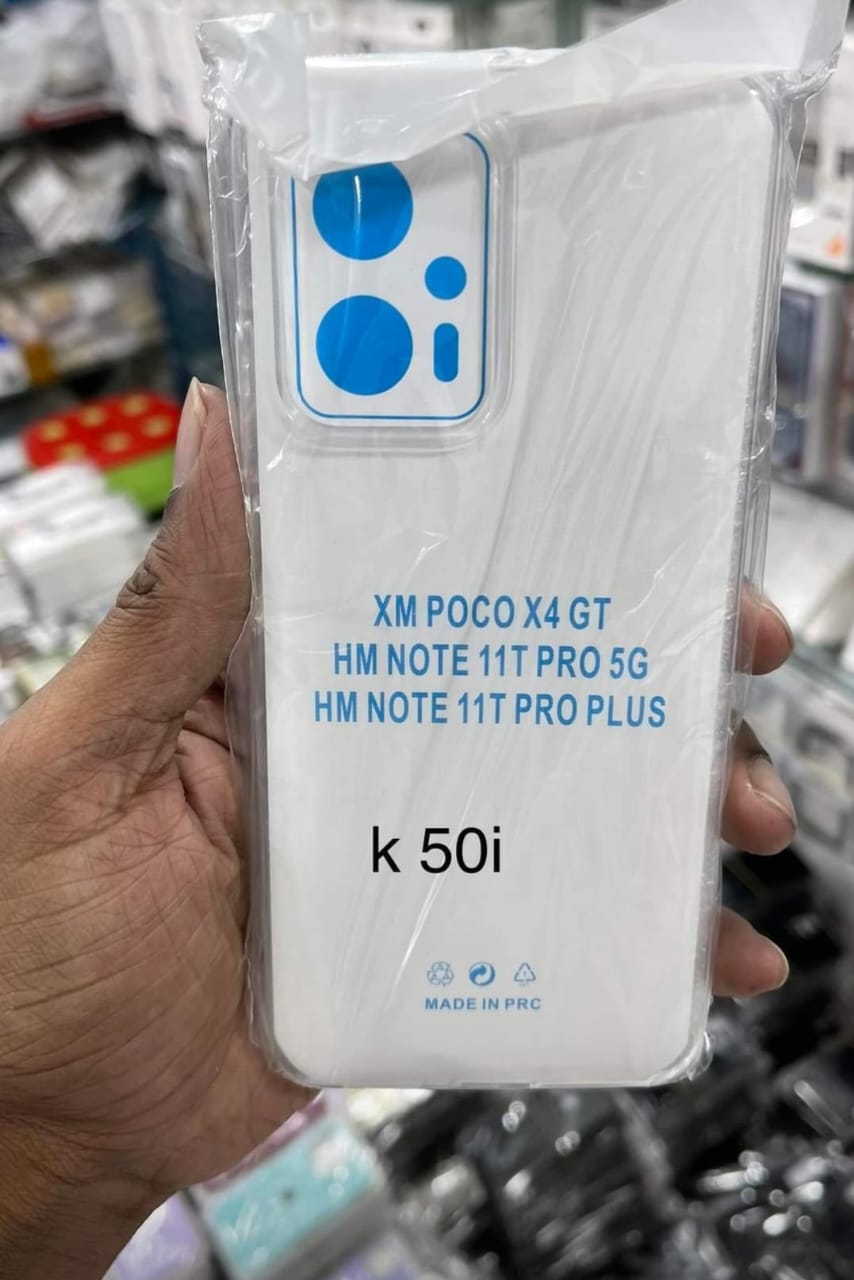 XM POCO X4 GT
HM NOTE 11T PRO 5G
HM NOTE 11T PRO PLUS
k 50i
MADE IN PRC